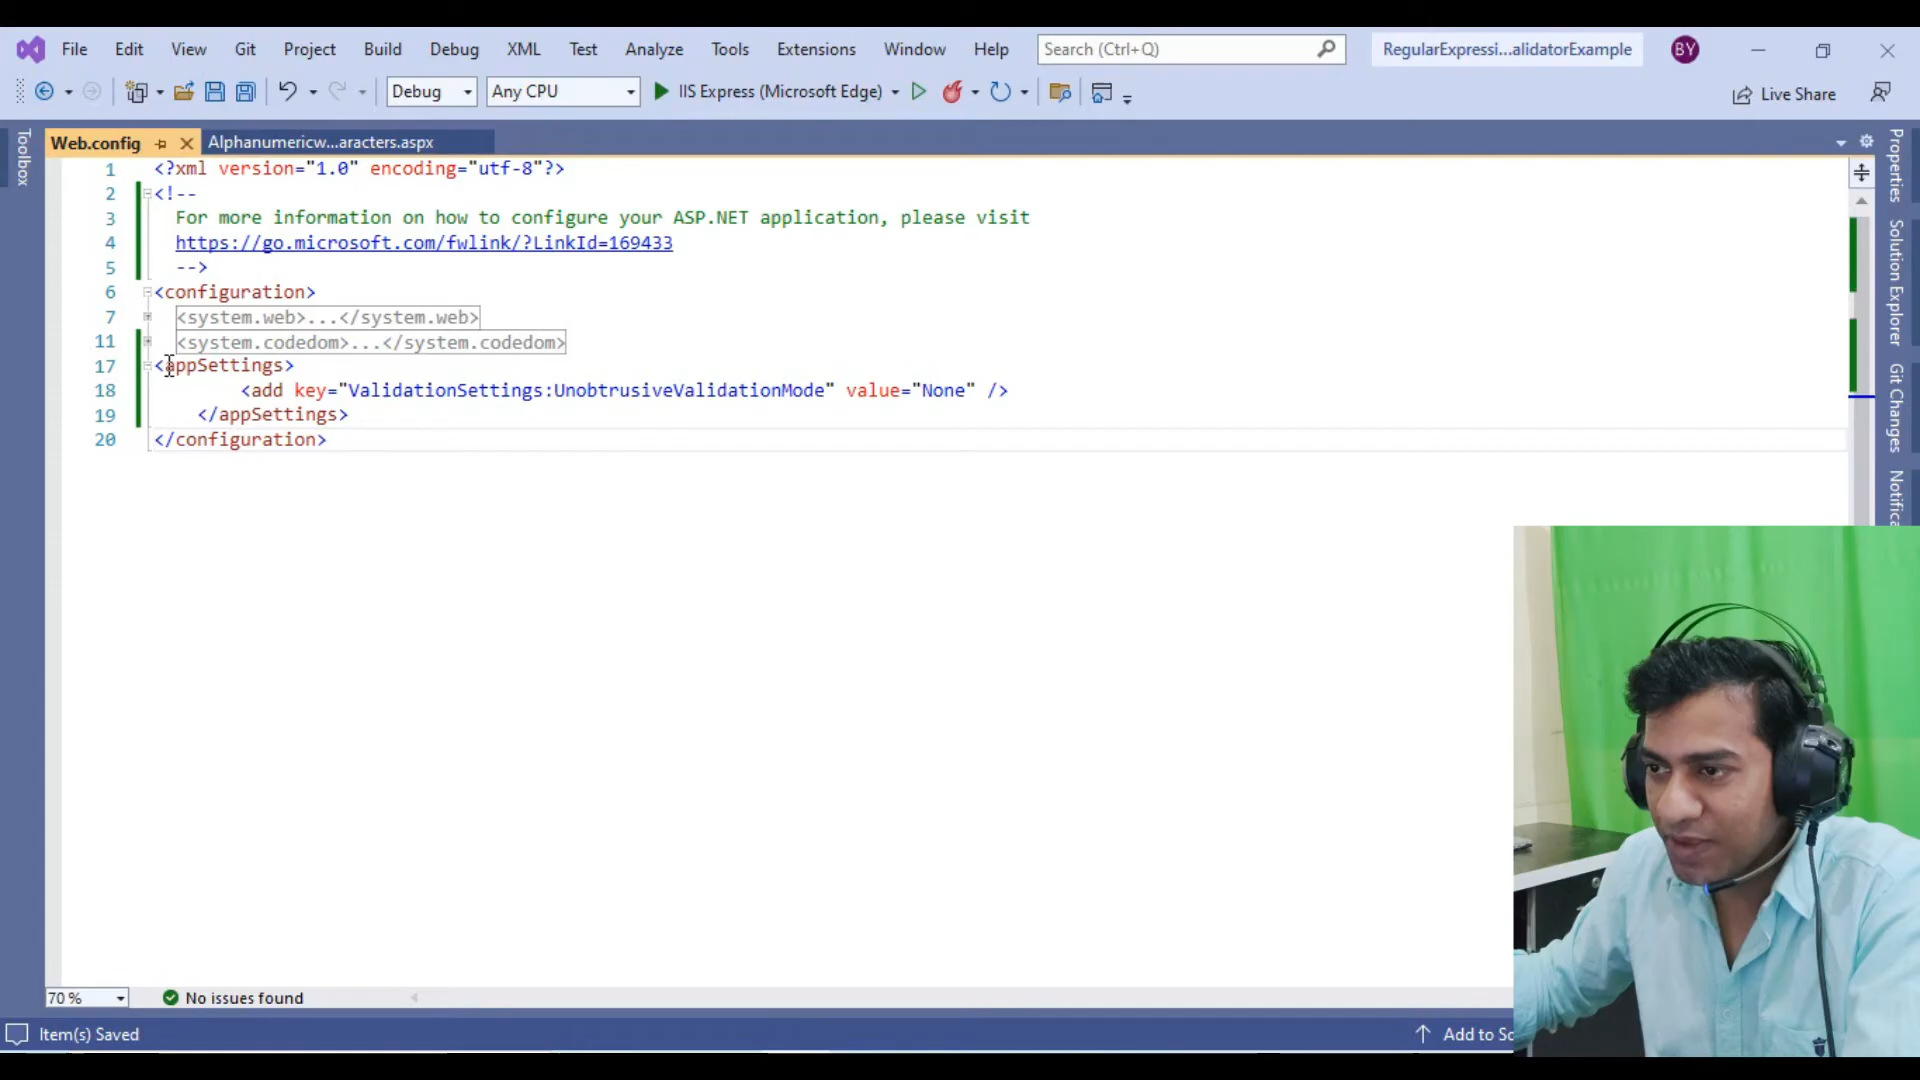 File Edit View Git Project Build Debug XML Test Analyze Tools Extensions Window Help Search (Ctrl+Q) RegularExpressi...alidatorExample BY
Debug Any CPU IIS Express (Microsoft Edge) Live Share
Toolbox
Web.config Alphanumericw...aracters.aspx
1 <?xml version="1.0" encoding="utf-8"?>
2 <!--
3 For more information on how to configure your ASP.NET application, please visit
4 https://go.microsoft.com/fwlink/?LinkId=169433
5 -->
6 <configuration>
7 <system.web>...</system.web>
11 <system.codedom>...</system.codedom>
17 <appSettings>
18 <add key="ValidationSettings:UnobtrusiveValidationMode" value="None" />
19 </appSettings>
20 </configuration>
Properties
Solution Explorer
Git Changes
70 % No issues found
Item(s) Saved Add to